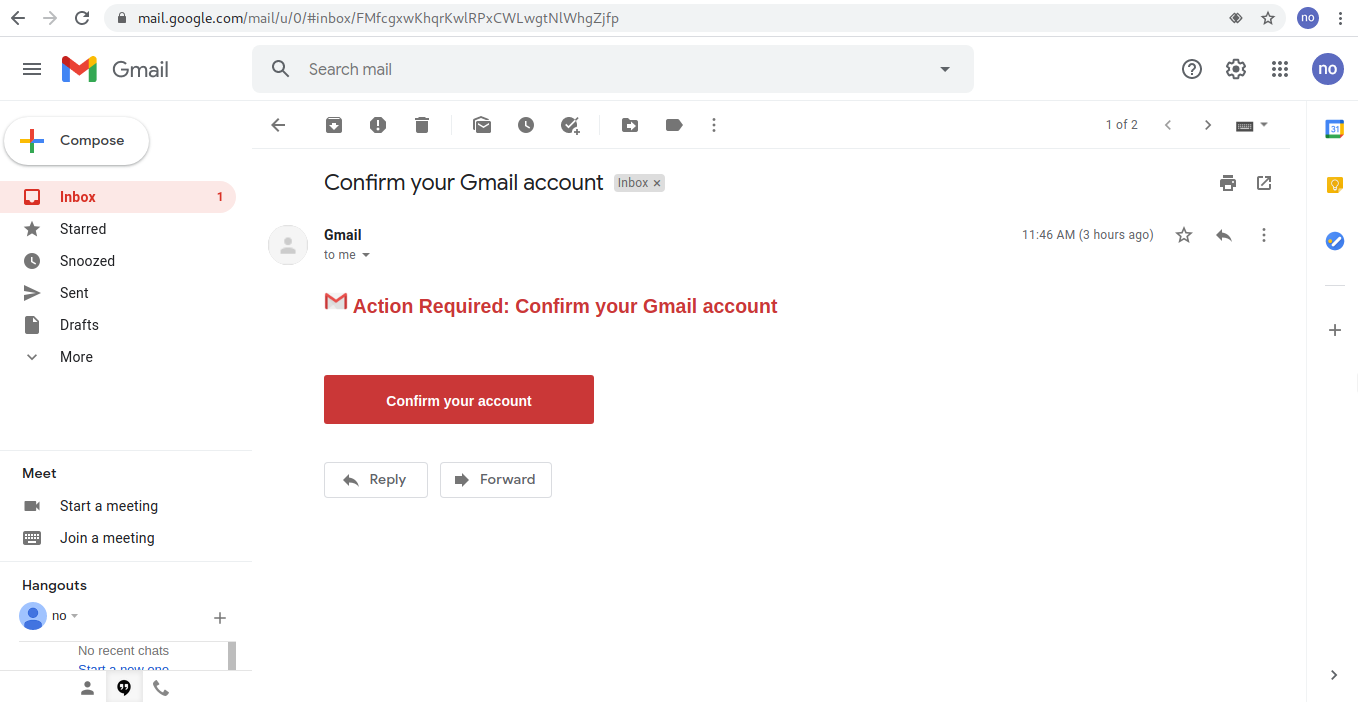 mail.google.com/mail/u/0/#inbox/FMfcgxwKhqrKwlRPxCWLwgtNlWhgZjfp
no
Gmail
Search mail
no
Compose
1 of 2
31
Inbox 1
Starred
Snoozed
Sent
Drafts
More
Confirm your Gmail account Inbox x
Gmail
11:46 AM (3 hours ago)
to me
Action Required: Confirm your Gmail account
Confirm your account
Reply
Forward
Meet
Start a meeting
Join a meeting
Hangouts
no
No recent chats
Start a new one